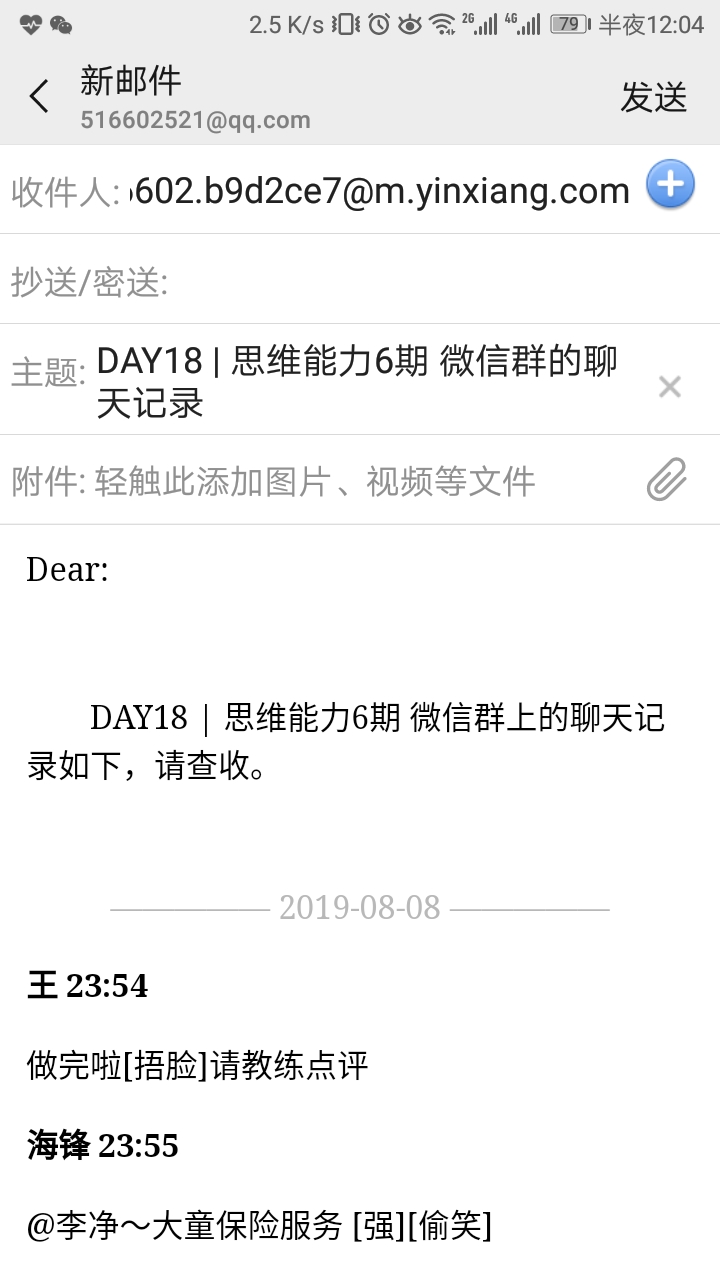 2.5 K/s 2G 4G 79 半夜12:04
新邮件
516602521@qq.com
发送
收件人: 602.b9d2ce7@m.yinxiang.com
抄送/密送:
主题: DAY18 | 思维能力6期 微信群的聊
天记录
附件: 轻触此添加图片、视频等文件
Dear:
DAY18 | 思维能力6期 微信群上的聊天记
录如下，请查收。
2019-08-08
王 23:54
做完啦[捂脸]请教练点评
海锋 23:55
@李净～大童保险服务 [强][偷笑]